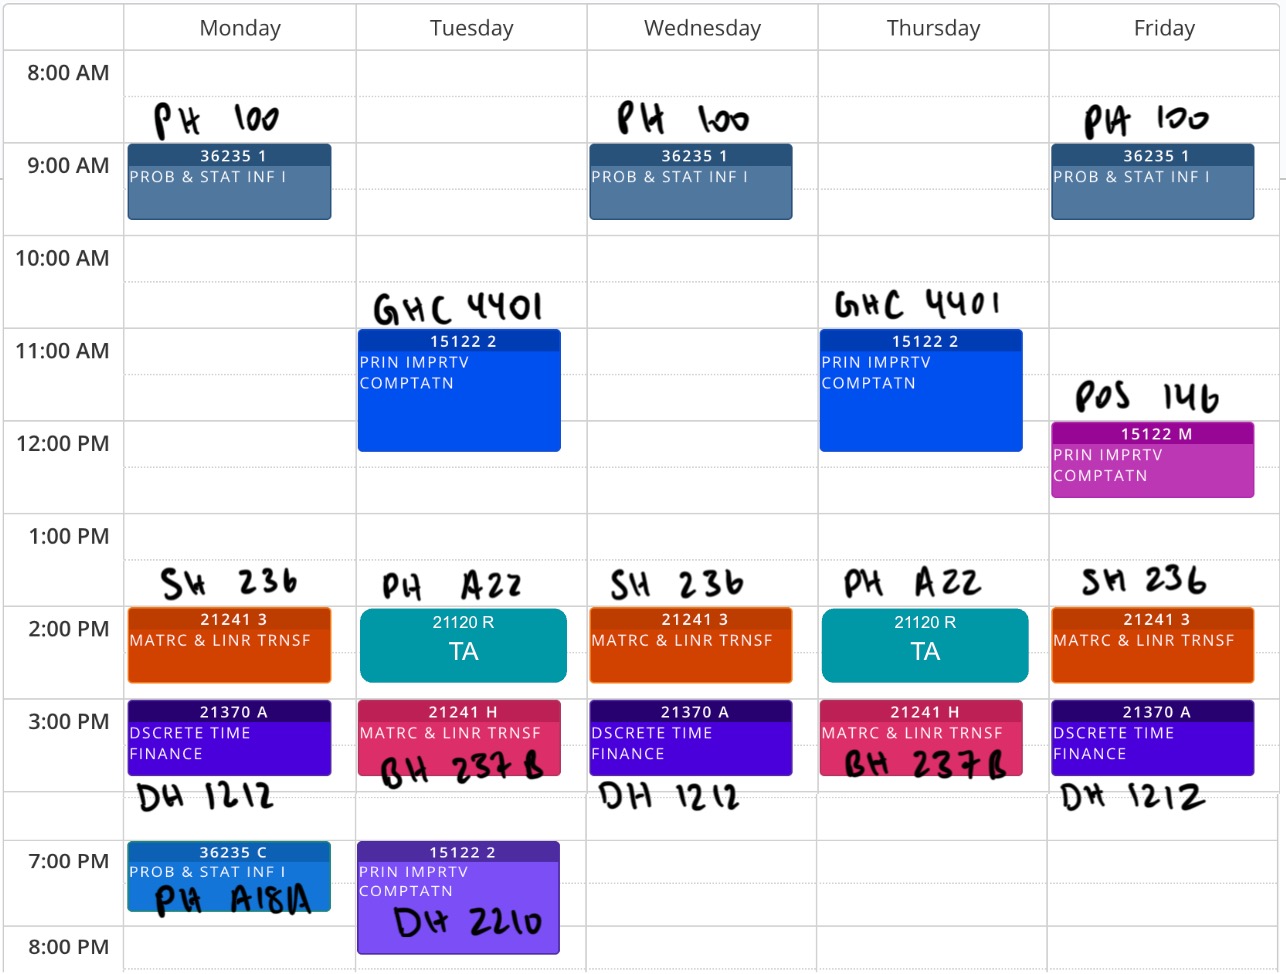 Monday Tuesday Wednesday Thursday Friday
8:00 AM
PH 100 PH 100 PH 100
36235 1 36235 1 36235 1
9:00 AM
PROB & STAT INF I PROB & STAT INF I PROB & STAT INF I
10:00 AM
GHC 4401 GHC 4401
15122 2 15122 2
11:00 AM
PRIN IMPRTV PRIN IMPRTV
COMPTATN COMPTATN
POS 146
15122 M
12:00 PM
PRIN IMPRTV
COMPTATN
1:00 PM
SH 236 PH A22 SH 236 PH A22 SH 236
21241 3 21120 R 21241 3 21120 R 21241 3
2:00 PM
MATRC & LINR TRNSF TA MATRC & LINR TRNSF TA MATRC & LINR TRNSF
21370 A 21241 H 21370 A 21241 H 21370 A
3:00 PM
DSCRETE TIME MATRC & LINR TRNSF DSCRETE TIME MATRC & LINR TRNSF DSCRETE TIME
FINANCE BH 237B FINANCE BH 237B FINANCE
DH 1212 DH 1212 DH 1212
36235 C 15122 2
7:00 PM
PROB & STAT INF I PRIN IMPRTV
COMPTATN
PH A18A DH 2210
8:00 PM